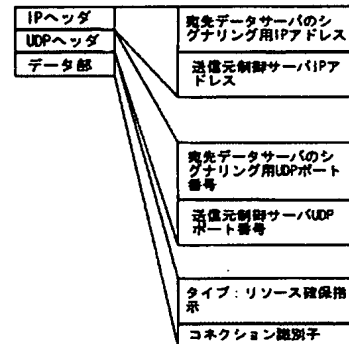 IPヘッダ
UDPヘッダ
データ部
宛先データサーバのシ
グナリング用IPアドレス
送信元制御サーバIPア
ドレス
宛先データサーバのシ
グナリング用UDPポート
番号
送信元制御サーバUDP
ポート番号
タイプ：リソース確保指
示
コネクション識別子